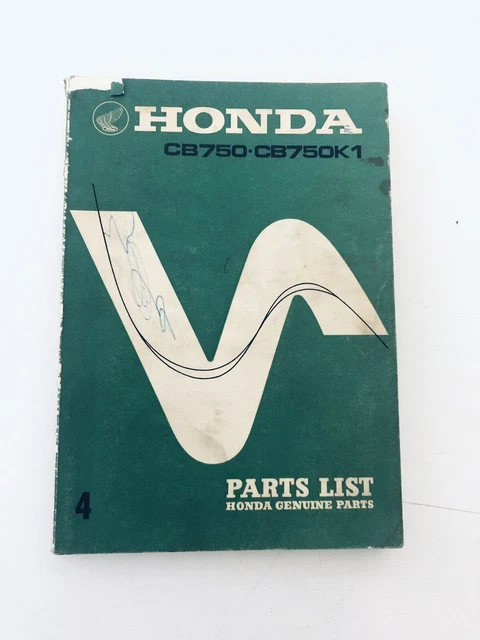 HONDA
CB750·CB750K1
PARTS LIST
HONDA GENUINE PARTS
4